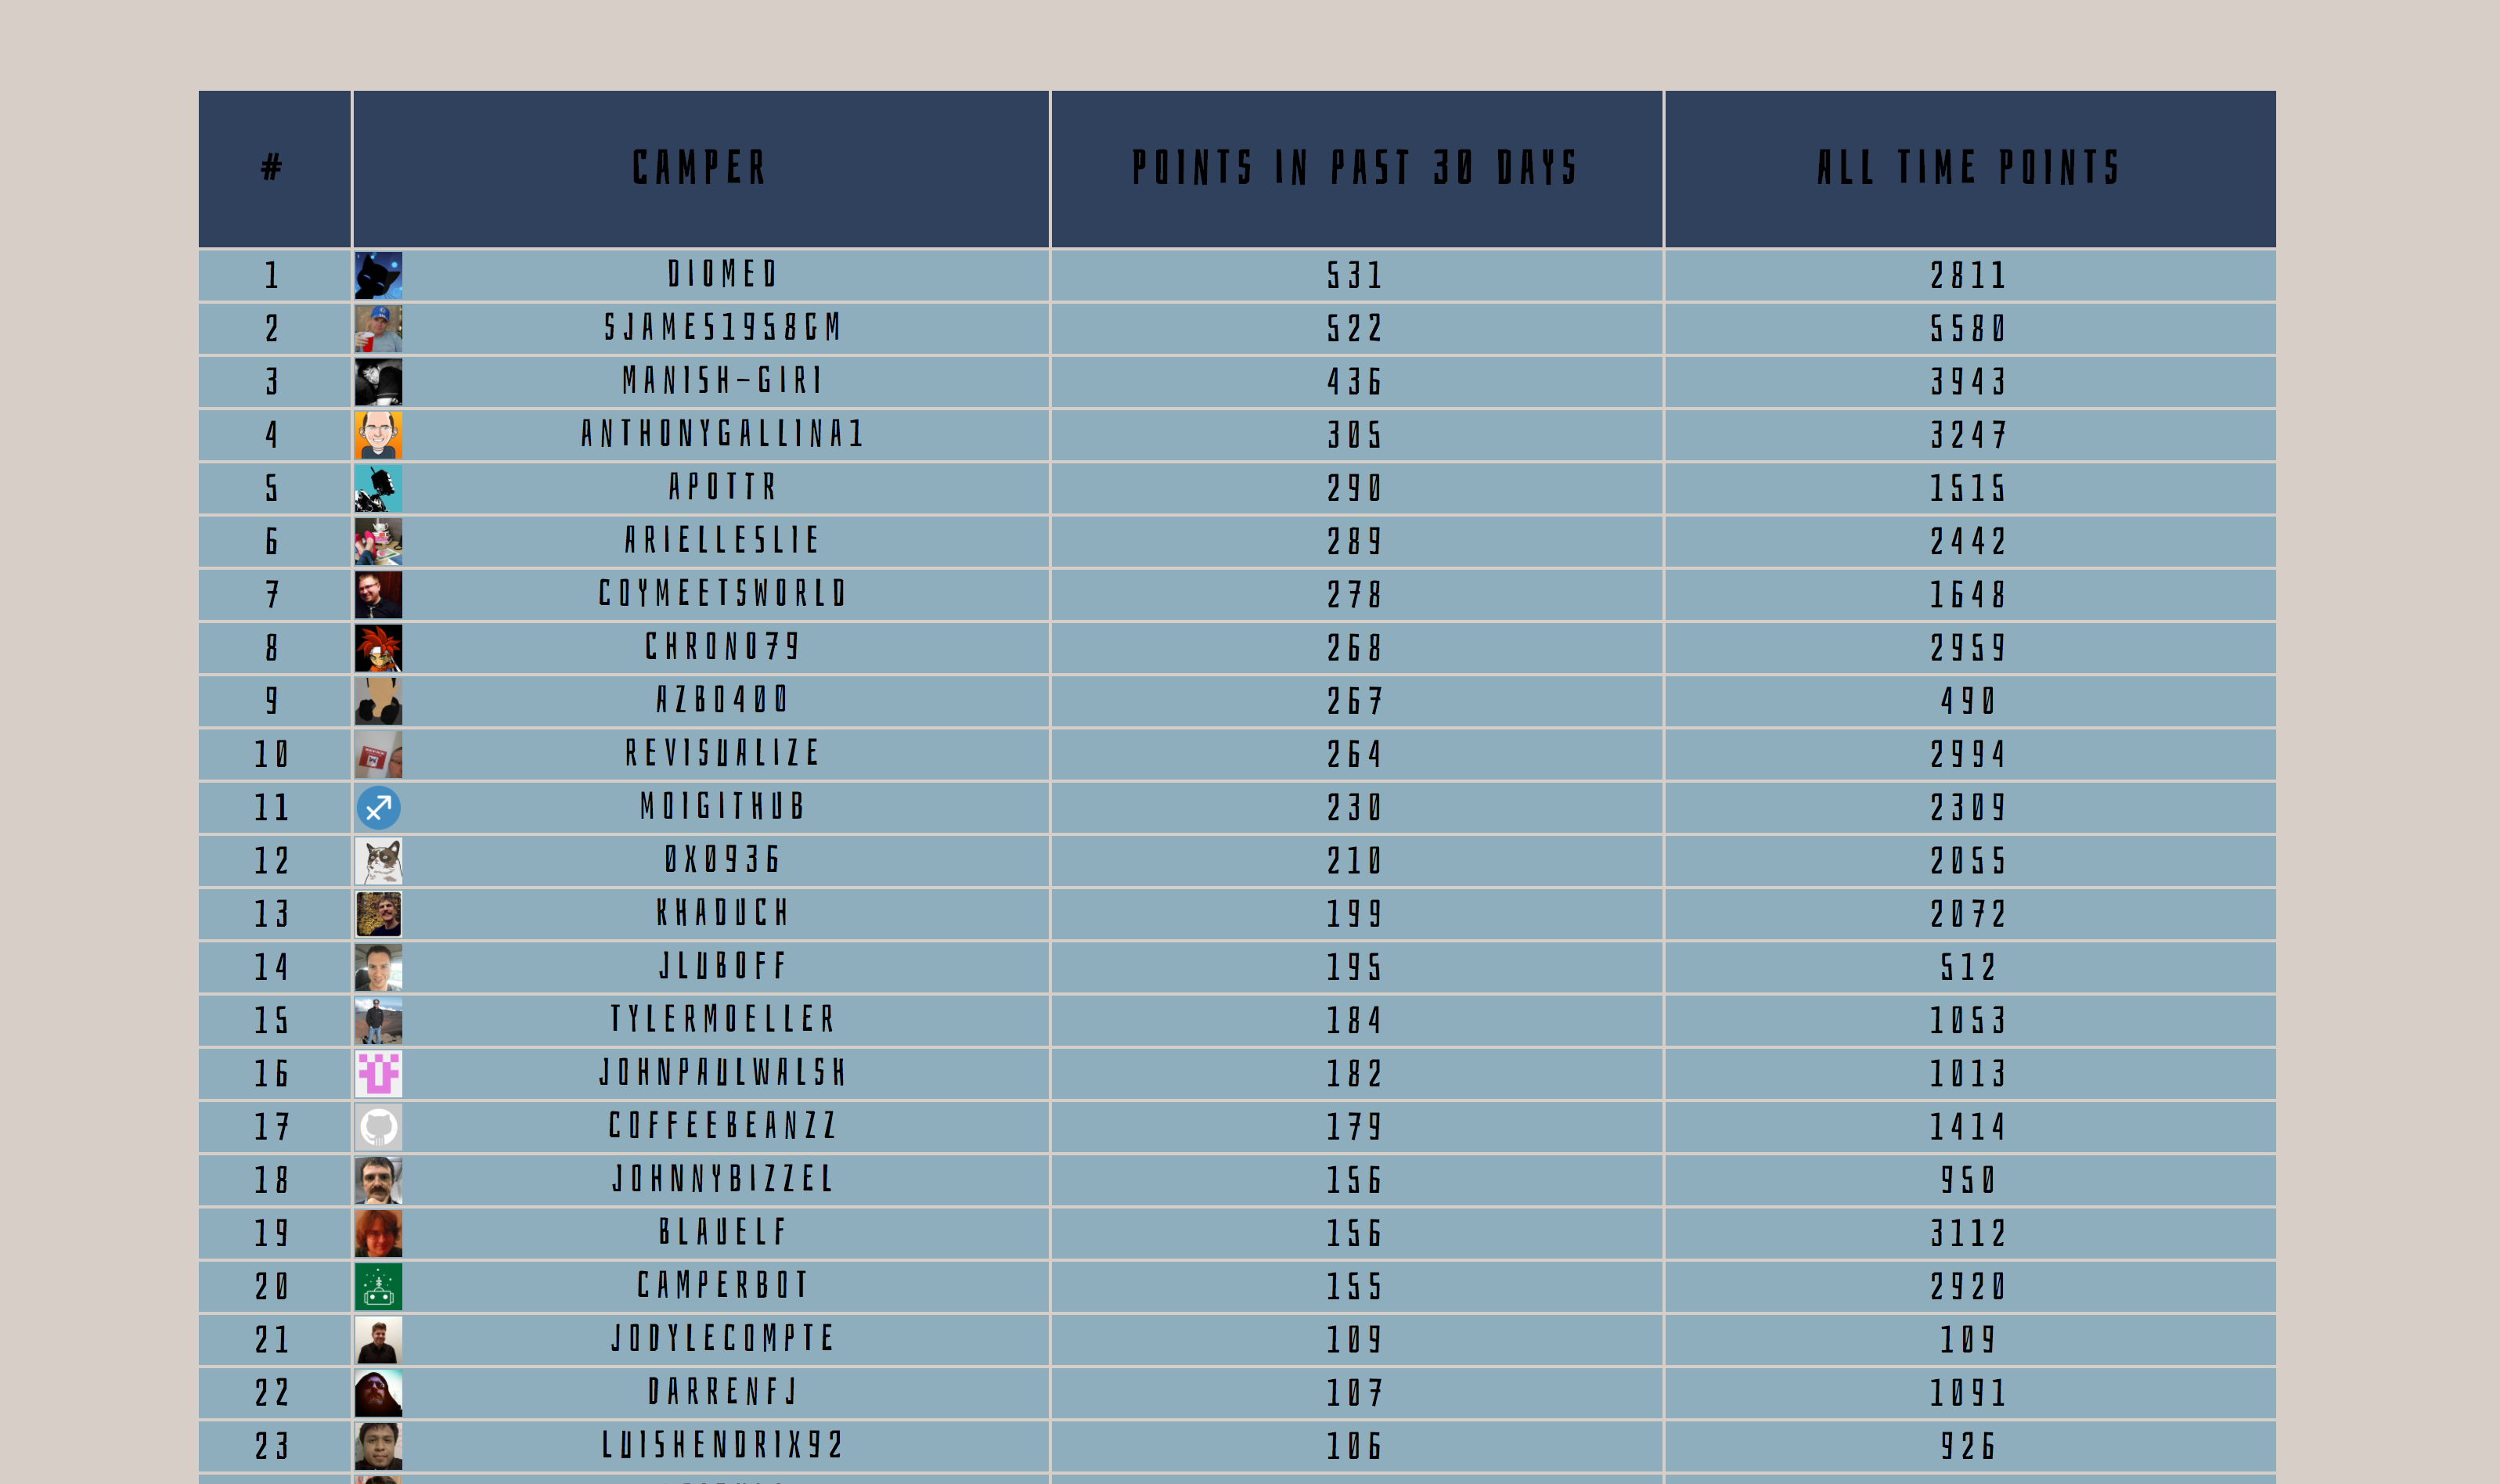 # CAMPER POINTS IN PAST 30 DAYS ALL TIME POINTS
1 DIOMED 531 2811
2 SJAMES1958GM 522 5580
3 MANISH-GIRI 436 3943
4 ANTHONYGALLINA1 305 3247
5 APOTTR 290 1515
6 ARIELLESLIE 289 2442
7 COYMEETSWORLD 278 1648
8 CHRONO79 268 2959
9 AZBO400 267 490
10 REVISUALIZE 264 2994
11 MOIGITHUB 230 2309
12 0X0936 210 2055
13 KHADUCH 199 2072
14 JLUBOFF 195 512
15 TYLERMOELLER 184 1053
16 JOHNPAULWALSH 182 1013
17 COFFEEBEANZZ 179 1414
18 JOHNNYBIZZEL 156 950
19 BLAUELF 156 3112
20 CAMPERBOT 155 2920
21 JODYLECOMPTE 109 109
22 DARRENFJ 107 1091
23 LUISHENDRIX92 106 926